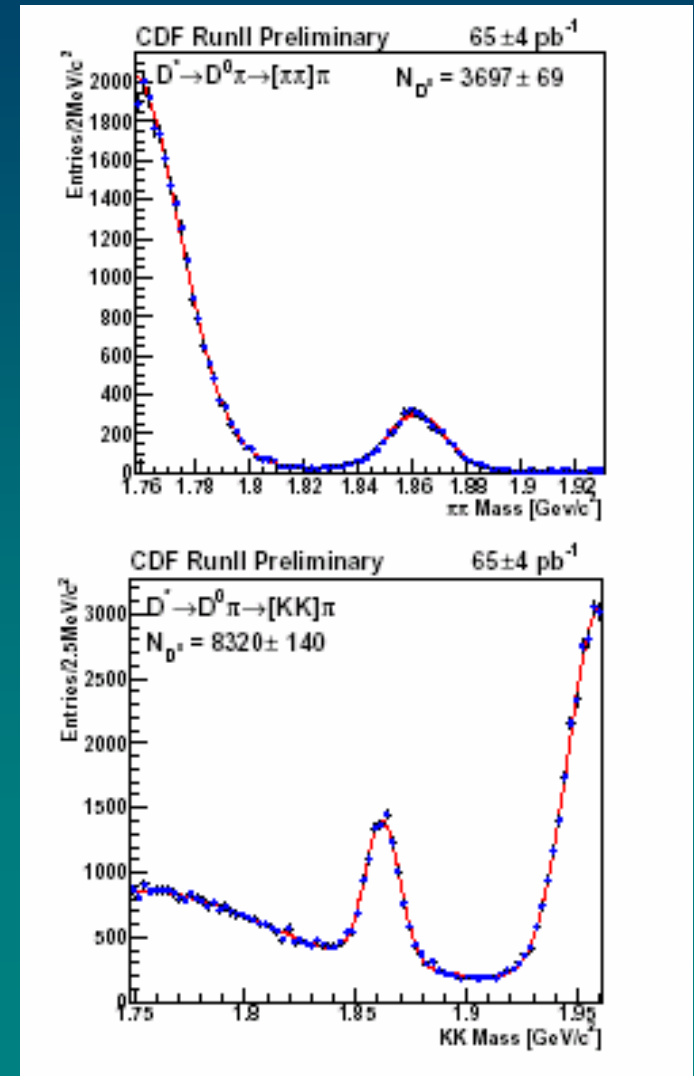 CDF RunII Preliminary 65±4 pb⁻¹
D*→D⁰π→[ππ]π N_D⁰ = 3697± 69
Entries/2MeV/c²
2000
1800
1600
1400
1200
1000
800
600
400
200
0
1.76 1.78 1.8 1.82 1.84 1.86 1.88 1.9 1.92
ππ Mass [Gev/c²]
CDF RunII Preliminary 65±4 pb⁻¹
D*→D⁰π→[KK]π
N_D⁰ = 8320± 140
Entries/2.5MeV/c²
3000
2500
2000
1500
1000
500
0
1.75 1.8 1.85 1.9 1.95
KK Mass [GeV/c²]